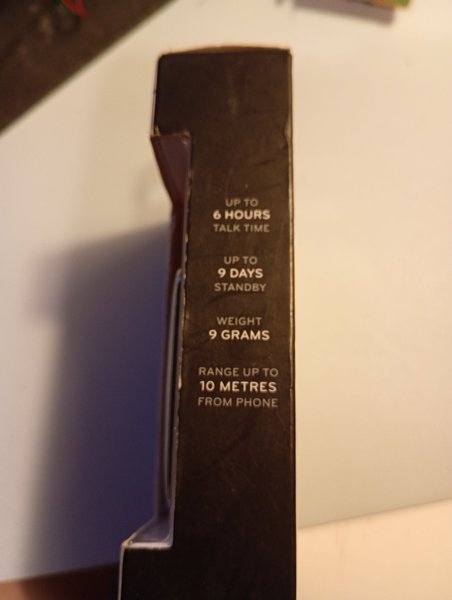 UP TO
6 HOURS
TALK TIME
UP TO
9 DAYS
STANDBY
WEIGHT
9 GRAMS
RANGE UP TO
10 METRES
FROM PHONE